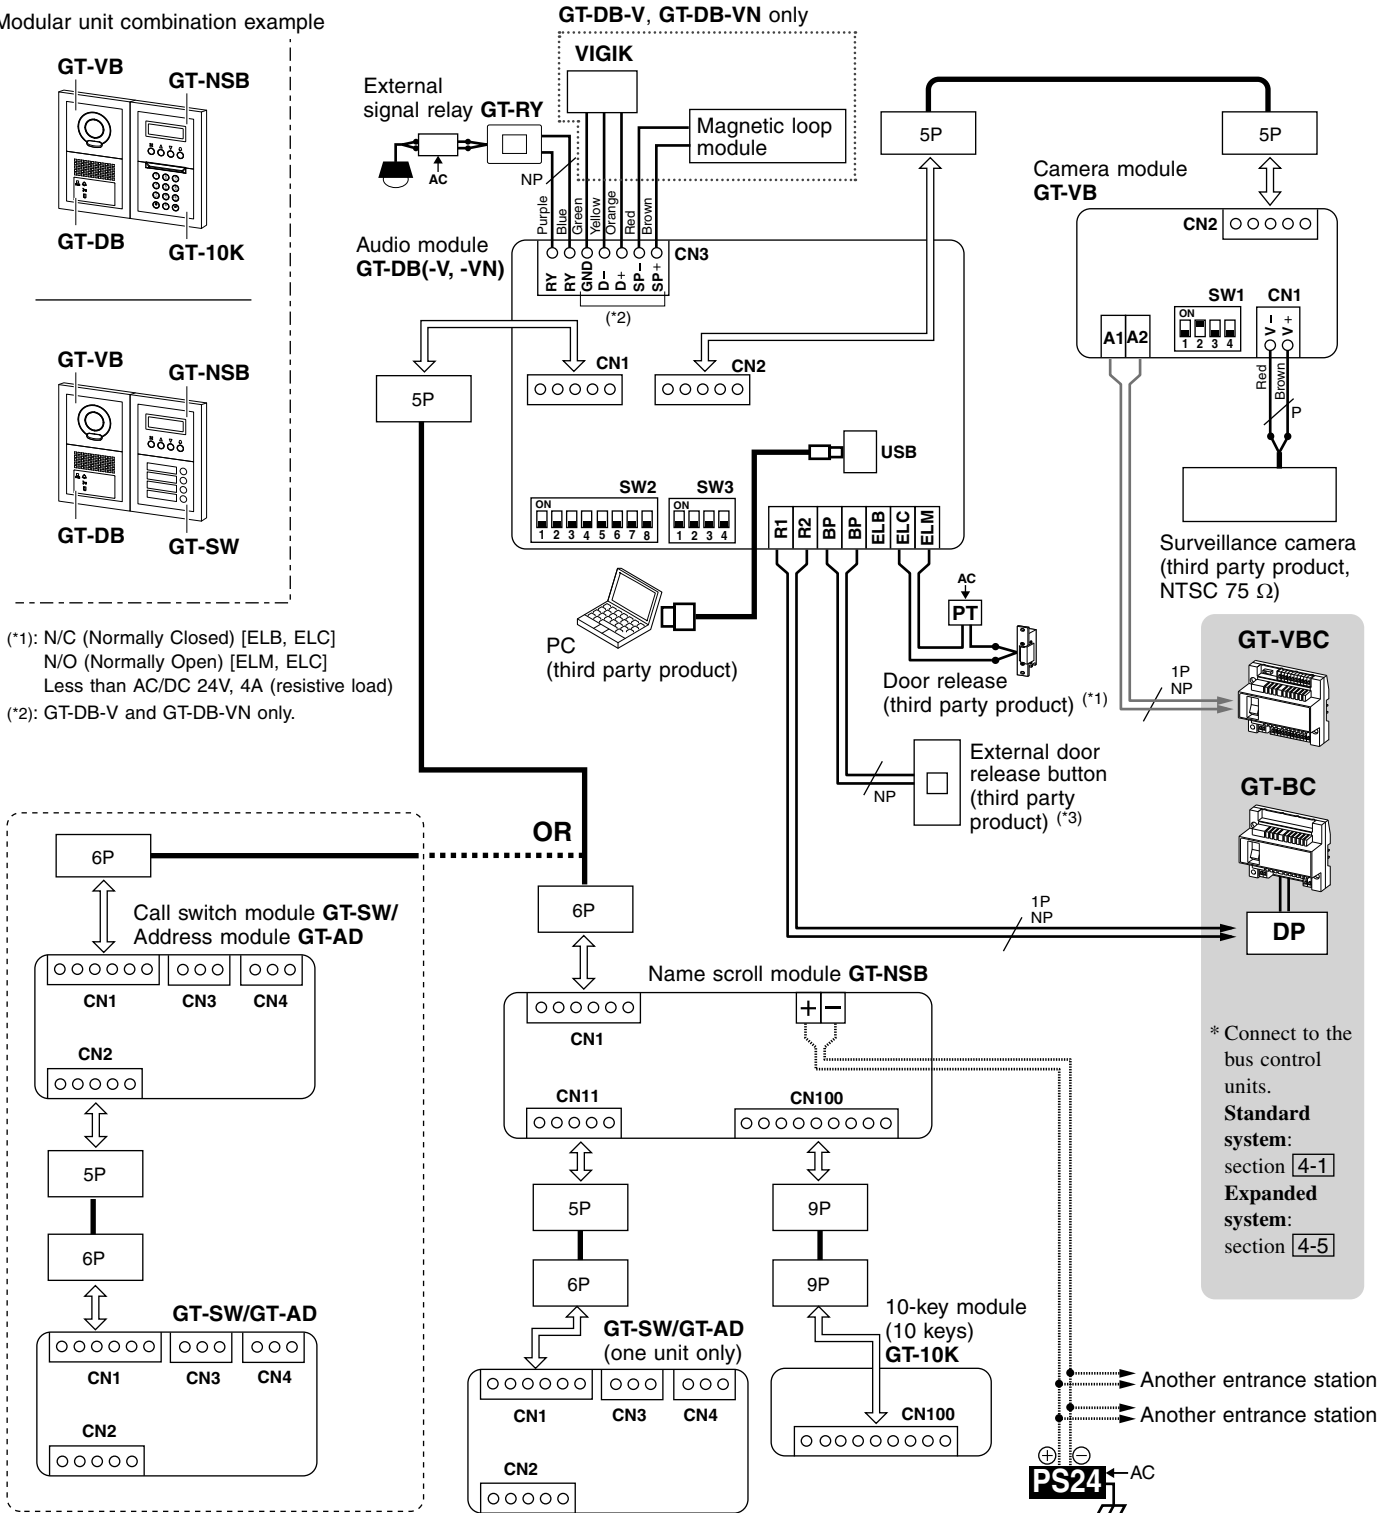 Modular unit combination example
GT-VB
GT-NSB
GT-DB
GT-10K
GT-VB
GT-NSB
GT-DB
GT-SW
(*1): N/C (Normally Closed) [ELB, ELC]
N/O (Normally Open) [ELM, ELC]
Less than AC/DC 24V, 4A (resistive load)
(*2): GT-DB-V and GT-DB-VN only.
GT-DB-V, GT-DB-VN only
VIGIK
External
signal relay GT-RY
AC
NP
Magnetic loop
module
Purple
Blue
Green
Yellow
Orange
Red
Brown
Audio module
GT-DB(-V, -VN)
RY
RY
GND
D−
D+
SP−
SP+
CN3
(*2)
CN1
CN2
5P
5P
5P
Camera module
GT-VB
CN2
SW1
ON
1 2 3 4
CN1
V −
V +
A1 A2
Red
Brown
P
Surveillance camera
(third party product,
NTSC 75 Ω)
USB
SW2
ON
1 2 3 4 5 6 7 8
SW3
ON
1 2 3 4
R1
R2
BP
BP
ELB
ELC
ELM
PC
(third party product)
AC
PT
Door release
(third party product) (*1)
External door
release button
(third party
product) (*3)
NP
1P
NP
GT-VBC
GT-BC
1P
NP
DP
* Connect to the
bus control
units.
Standard
system:
section 4-1
Expanded
system:
section 4-5
OR
6P
Call switch module GT-SW/
Address module GT-AD
CN1
CN3
CN4
CN2
5P
6P
GT-SW/GT-AD
CN1
CN3
CN4
CN2
6P
Name scroll module GT-NSB
+ −
CN1
CN11
CN100
5P
6P
9P
9P
GT-SW/GT-AD
(one unit only)
CN1
CN3
CN4
CN2
10-key module
(10 keys)
GT-10K
CN100
Another entrance station
Another entrance station
+ −
PS24
AC